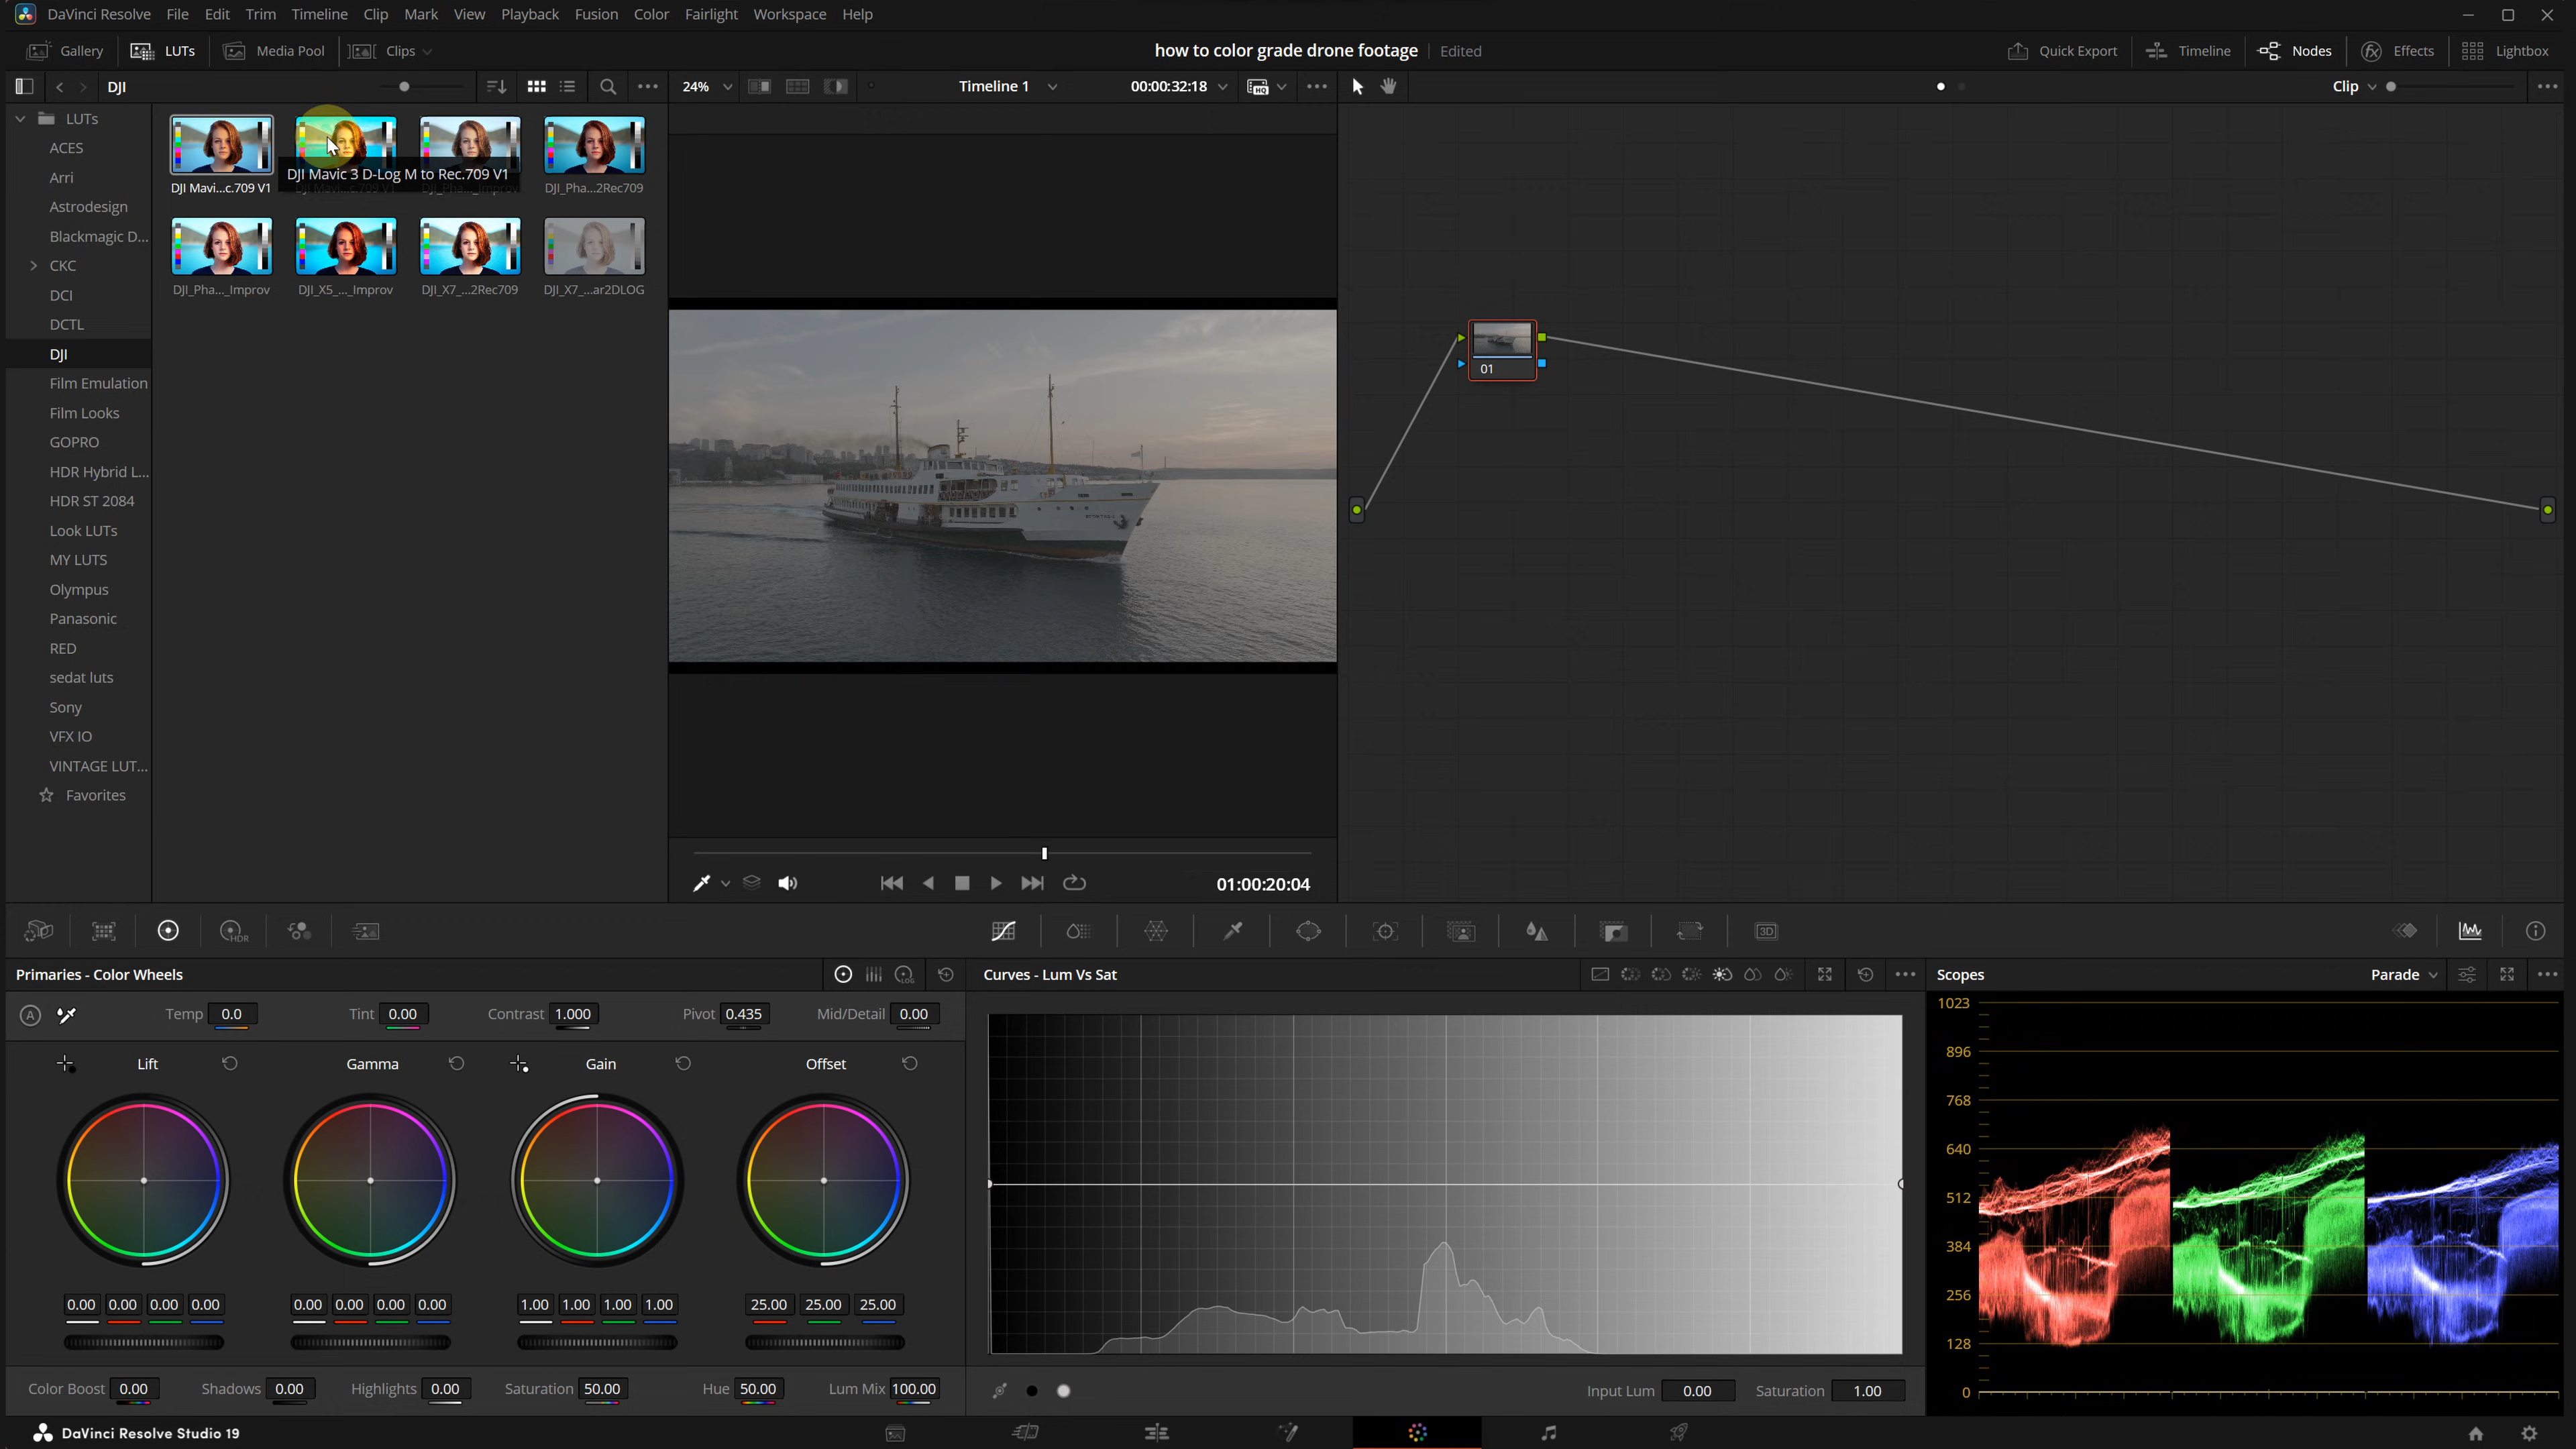 DaVinci Resolve File Edit Trim Timeline Clip Mark View Playback Fusion Color Fairlight Workspace Help
Gallery LUTs Media Pool Clips how to color grade drone footage Edited Quick Export Timeline Nodes Effects Lightbox
DJI 24% Timeline 1 00:00:32:18 HQ Clip
LUTs
ACES
Arri
Astrodesign
Blackmagic D...
CKC
DCI
DCTL
DJI
Film Emulation
Film Looks
GOPRO
HDR Hybrid L...
HDR ST 2084
Look LUTs
MY LUTS
Olympus
Panasonic
RED
sedat luts
Sony
VFX IO
VINTAGE LUT...
Favorites
DJI Mavic 3 D-Log M to Rec.709 V1
DJI Mavi...c.709 V1 DJI_Pha...2Rec709
DJI_Pha..._Improv DJI_X5_..._Improv DJI_X7_...2Rec709 DJI_X7_...ar2DLOG
01
01:00:20:04
HDR 3D
Primaries - Color Wheels LOG
A Temp 0.0 Tint 0.00 Contrast 1.000 Pivot 0.435 Mid/Detail 0.00
Lift Gamma Gain Offset
0.00 0.00 0.00 0.00 0.00 0.00 0.00 0.00 1.00 1.00 1.00 1.00 25.00 25.00 25.00
Color Boost 0.00 Shadows 0.00 Highlights 0.00 Saturation 50.00 Hue 50.00 Lum Mix 100.00
Curves - Lum Vs Sat
Input Lum 0.00 Saturation 1.00
Scopes Parade
1023
896
768
640
512
384
256
128
0
DaVinci Resolve Studio 19